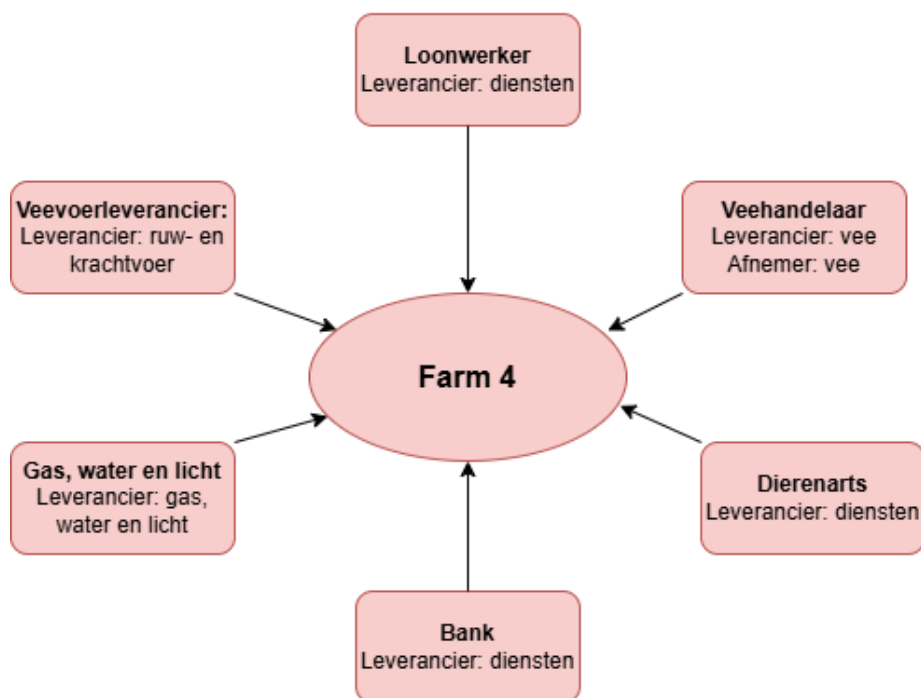 Loonwerker
Leverancier: diensten
Veevoerleverancier:
Leverancier: ruw- en
krachtvoer
Veehandelaar
Leverancier: vee
Afnemer: vee
Farm 4
Gas, water en licht
Leverancier: gas,
water en licht
Dierenarts
Leverancier: diensten
Bank
Leverancier: diensten